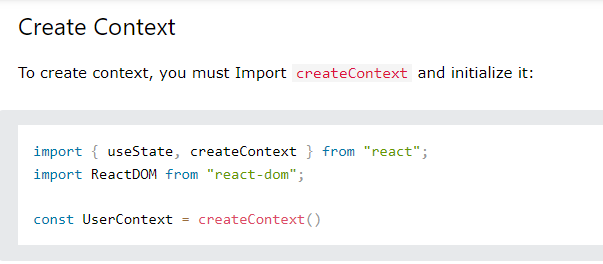 Create Context
To create context, you must Import createContext and initialize it:
import { useState, createContext } from "react";
import ReactDOM from "react-dom";
const UserContext = createContext()